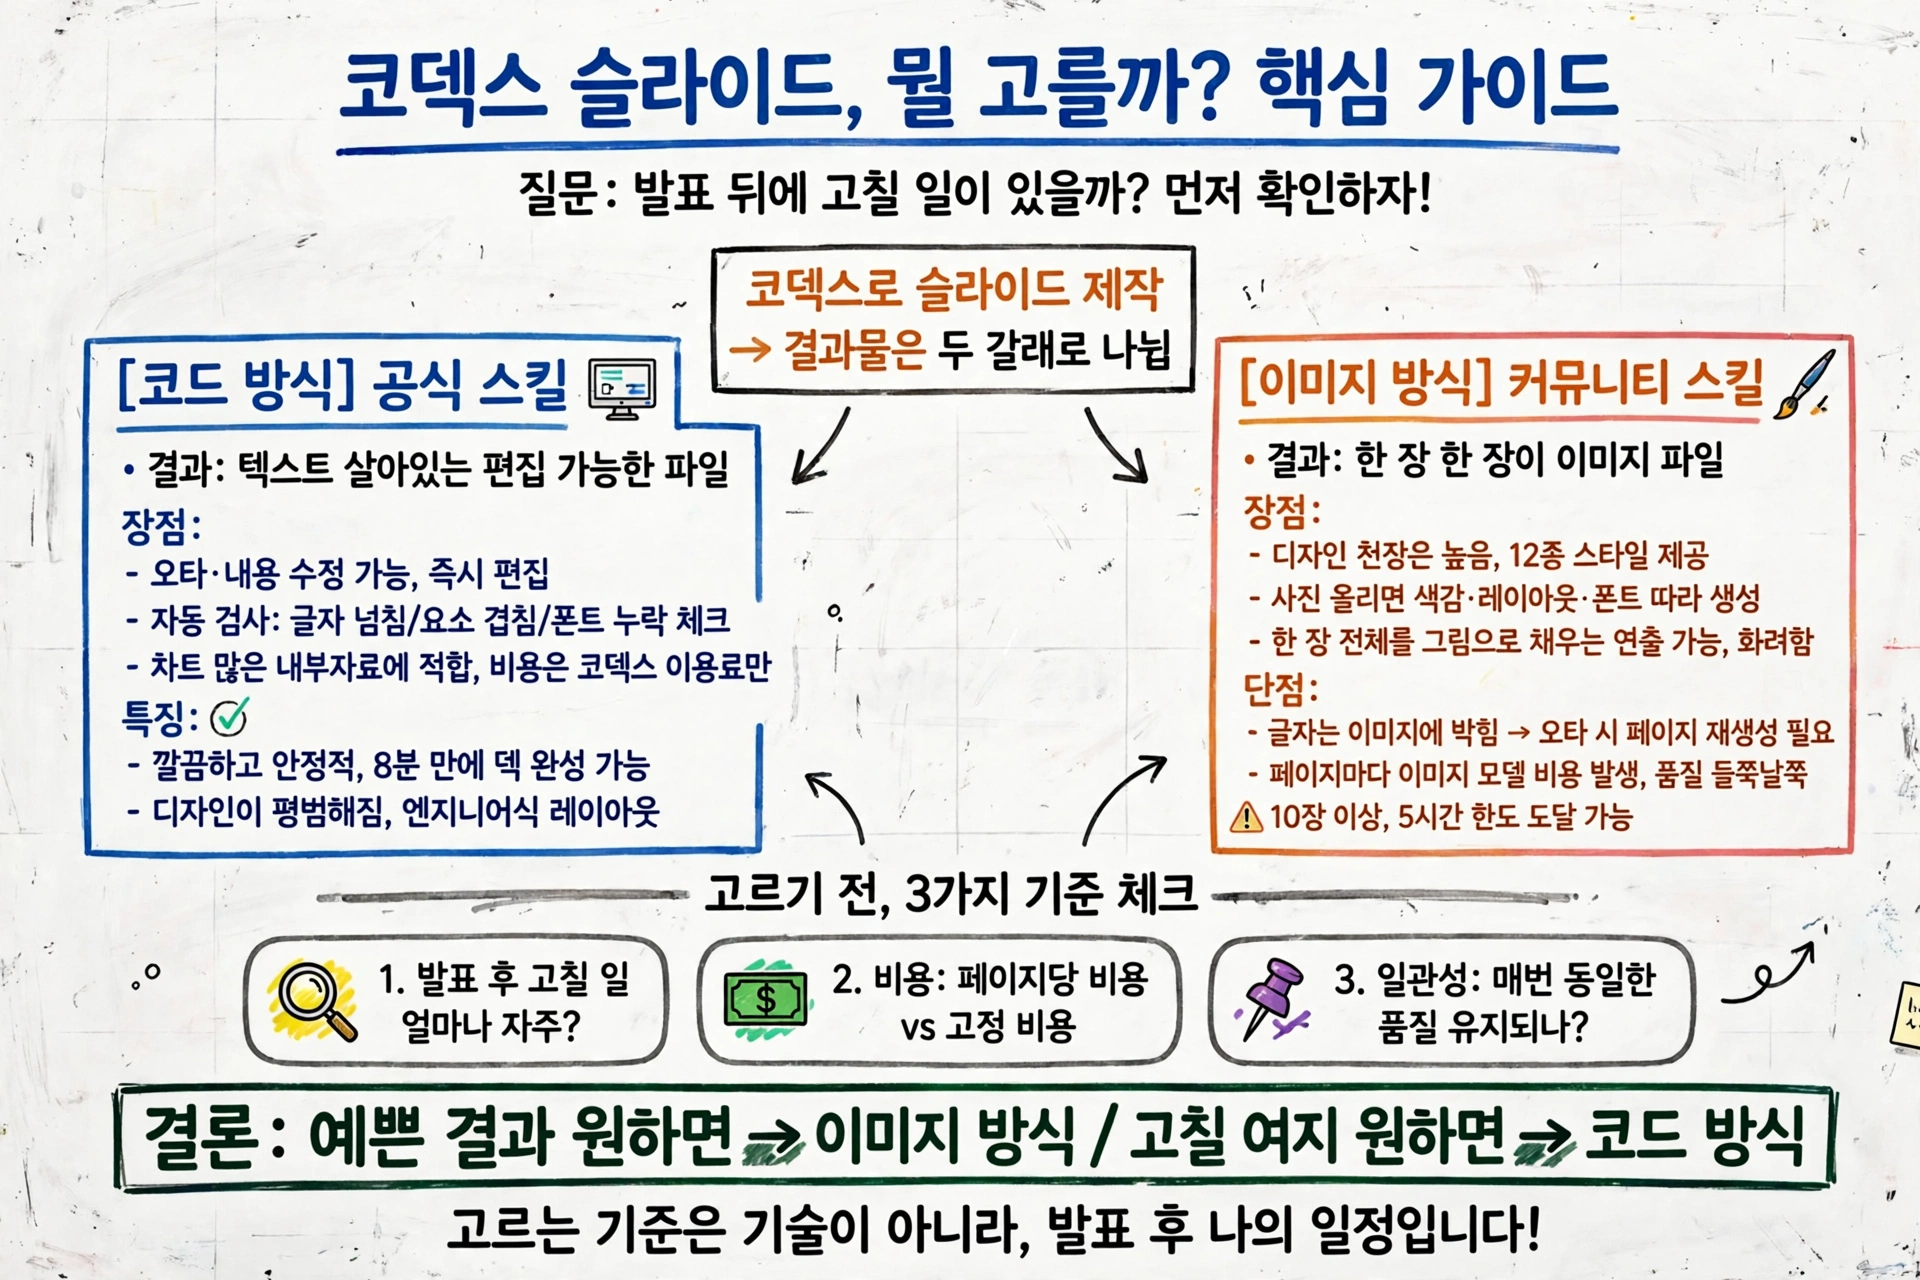 코덱스 슬라이드, 뭘 고를까? 핵심 가이드
질문: 발표 뒤에 고칠 일이 있을까? 먼저 확인하자!
코덱스로 슬라이드 제작
→ 결과물은 두 갈래로 나뉩
[코드 방식] 공식 스킬
• 결과: 텍스트 살아있는 편집 가능한 파일
장점:
- 오타·내용 수정 가능, 즉시 편집
- 자동 검사: 글자 넘침/요소 겹침/폰트 누락 체크
- 차트 많은 내부자료에 적합, 비용은 코덱스 이용료만
특징:
- 깔끔하고 안정적, 8분 만에 덱 완성 가능
- 디자인이 평범해짐, 엔지니어식 레이아웃
[이미지 방식] 커뮤니티 스킬
• 결과: 한 장 한 장이 이미지 파일
장점:
- 디자인 천장은 높음, 12종 스타일 제공
- 사진 올리면 색감·레이아웃·폰트 따라 생성
- 한 장 전체를 그림으로 채우는 연출 가능, 화려함
단점:
- 글자는 이미지에 박힘 → 오타 시 페이지 재생성 필요
- 페이지마다 이미지 모델 비용 발생, 품질 들쭉날쭉
10장 이상, 5시간 한도 도달 가능
고르기 전, 3가지 기준 체크
1. 발표 후 고칠 일
얼마나 자주?
2. 비용: 페이지당 비용
vs 고정 비용
3. 일관성: 매번 동일한
품질 유지되나?
결론: 예쁜 결과 원하면 → 이미지 방식 / 고칠 여지 원하면 → 코드 방식
고르는 기준은 기술이 아니라, 발표 후 나의 일정입니다!